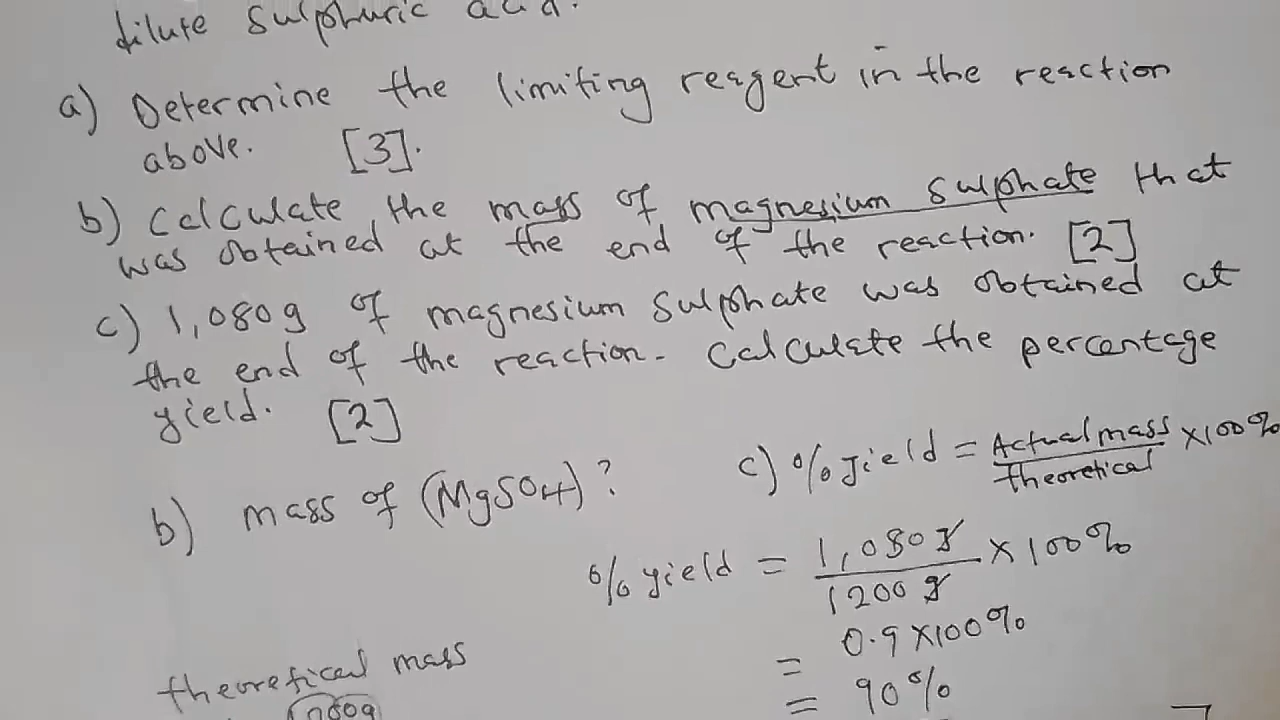 dilute sulphuric acid.
a) Determine the limiting reagent in the reaction
above. [3].
b) Calculate the mass of magnesium sulphate that
was obtained at the end of the reaction. [2]
c) 1,080g of magnesium sulphate was obtained at
the end of the reaction. Calculate the percentage
yield. [2]
c) % yield = Actual mass / theoretical × 100%
b) mass of (MgSO4)?
% yield = 1,080g / 1200g × 100%
= 0.9 × 100%
= 90%
theoretical mass